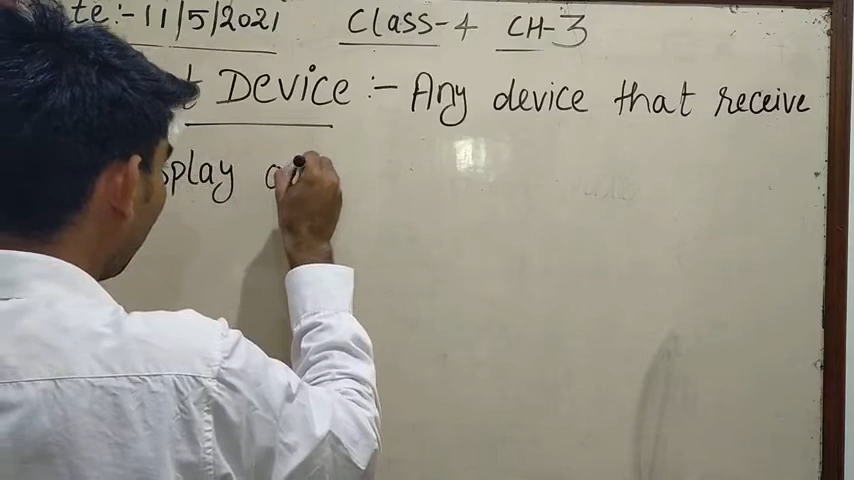 te:- 11/5/2021 Class-4 CH-3
t Device :- Any device that receive
splay